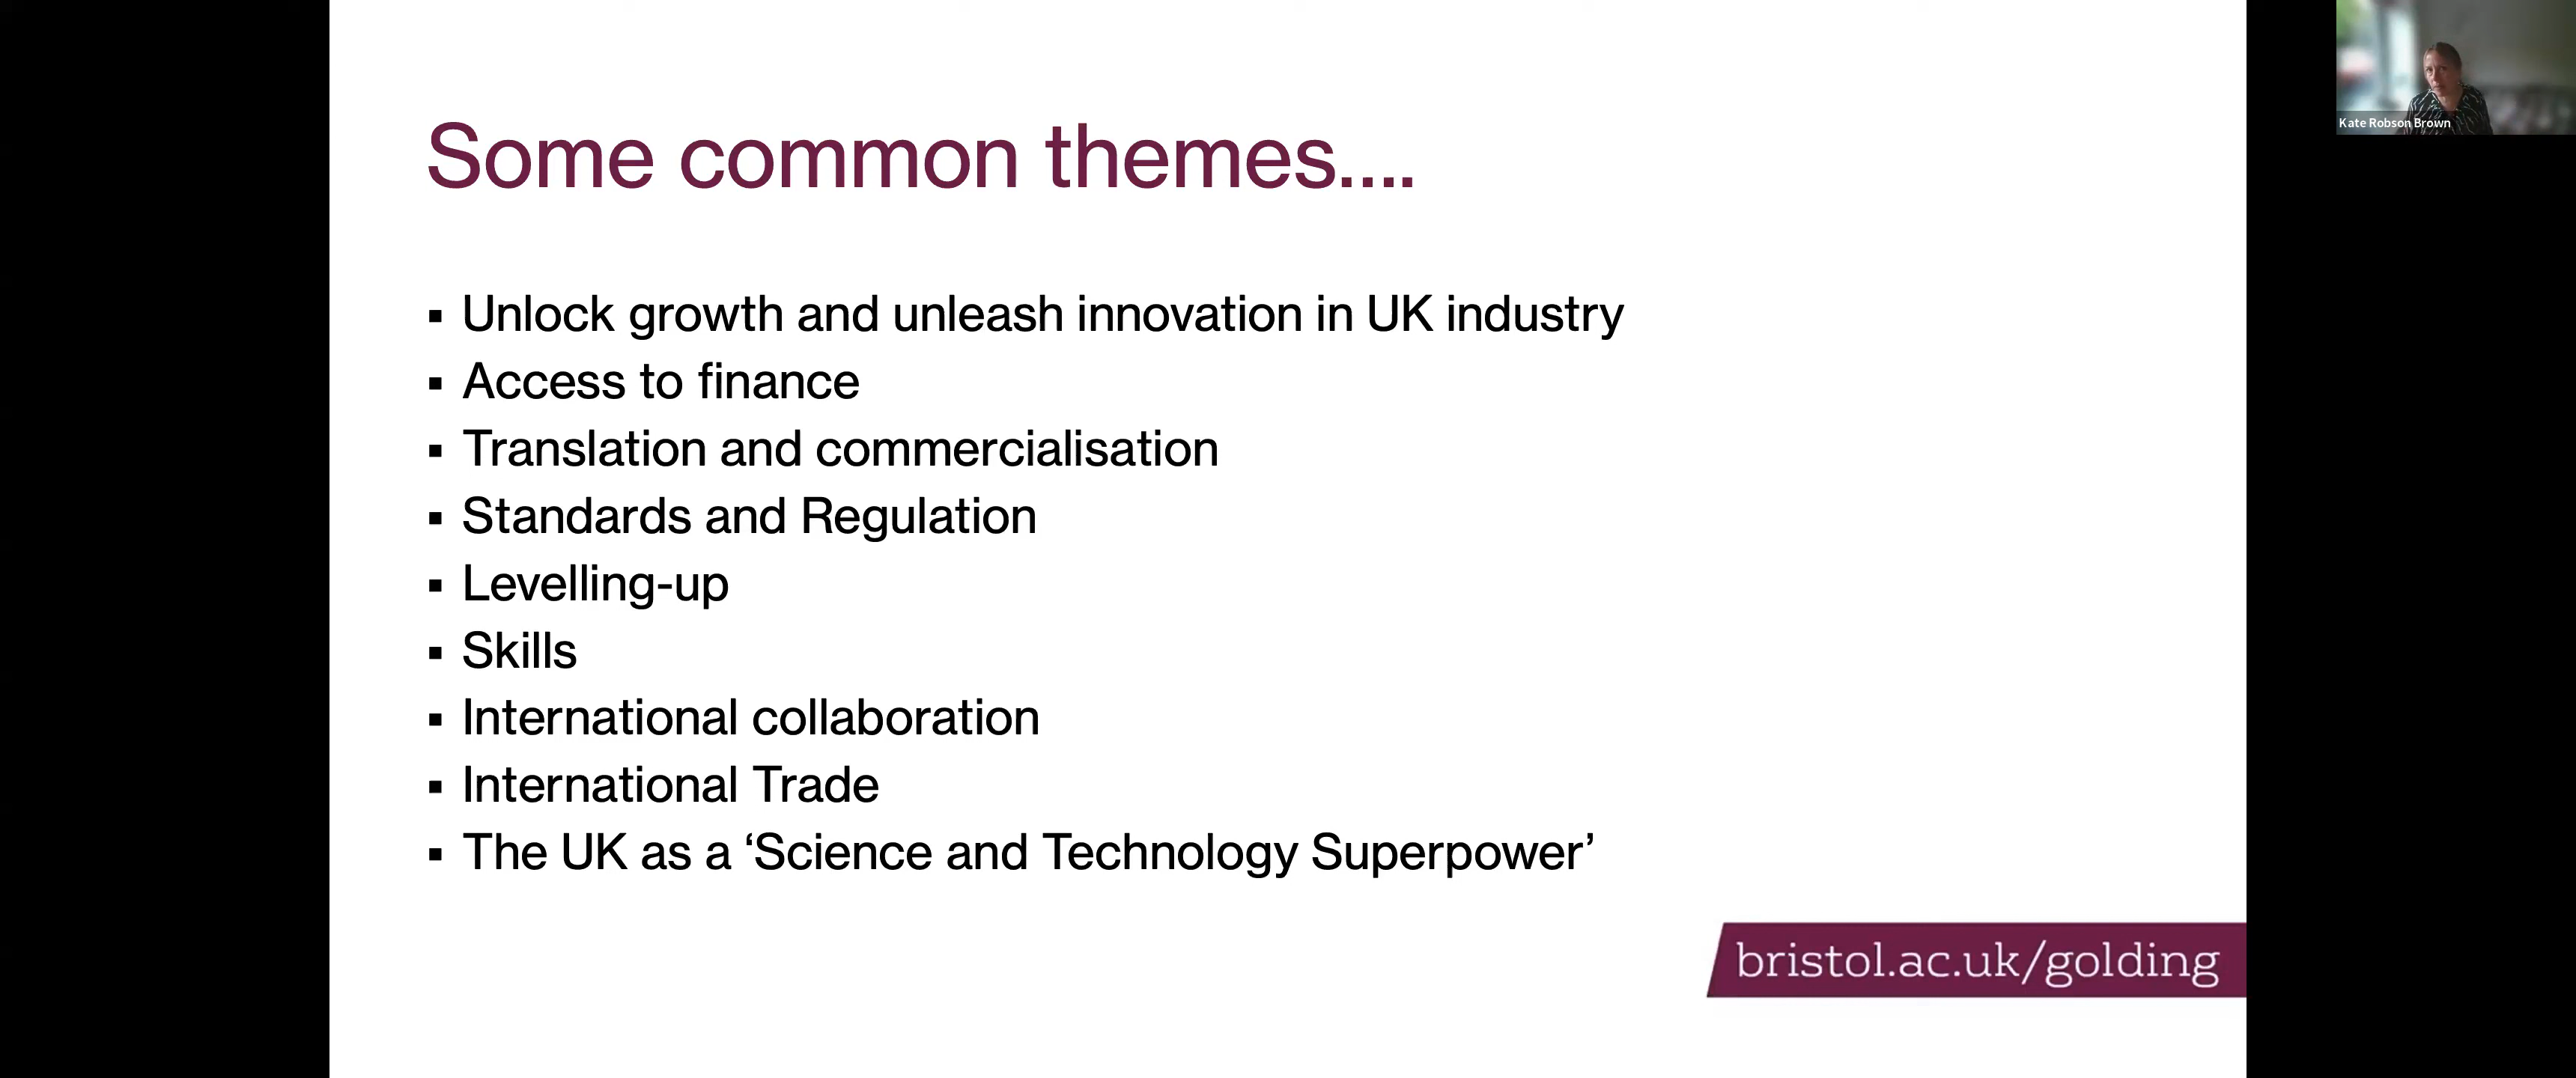 Some common themes....
Unlock growth and unleash innovation in UK industry
Access to finance
Translation and commercialisation
Standards and Regulation
Levelling-up
Skills
International collaboration
International Trade
The UK as a ‘Science and Technology Superpower’
bristol.ac.uk/golding
Kate Robson Brown